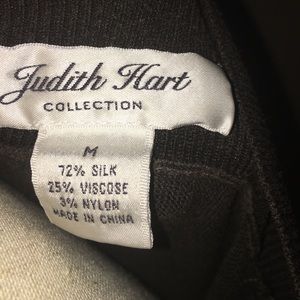 Judith Hart
COLLECTION
M
72% SILK
25% VISCOSE
3% NYLON
MADE IN CHINA